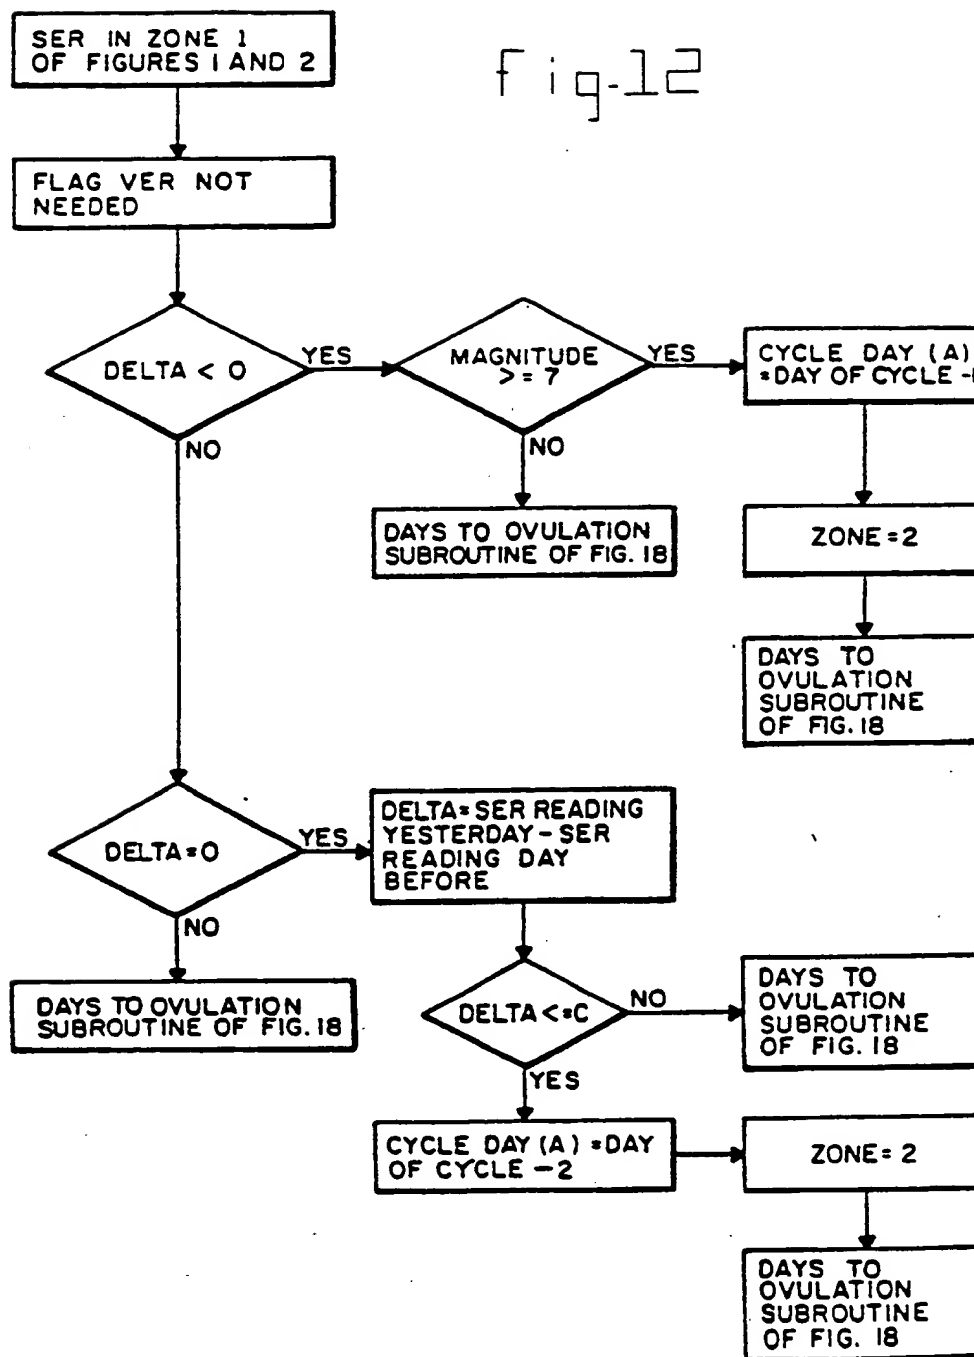 SER IN ZONE 1
OF FIGURES 1 AND 2
Fig-12
FLAG VER NOT
NEEDED
DELTA < 0
YES
NO
MAGNITUDE
>= 7
YES
NO
CYCLE DAY (A)
=DAY OF CYCLE -
DAYS TO OVULATION
SUBROUTINE OF FIG. 18
ZONE=2
DAYS TO
OVULATION
SUBROUTINE
OF FIG. 18
DELTA=0
YES
NO
DELTA=SER READING
YESTERDAY-SER
READING DAY
BEFORE
DAYS TO OVULATION
SUBROUTINE OF FIG. 18
DELTA<=C
NO
YES
DAYS TO
OVULATION
SUBROUTINE
OF FIG. 18
CYCLE DAY (A) =DAY
OF CYCLE -2
ZONE= 2
DAYS TO
OVULATION
SUBROUTINE
OF FIG. 18